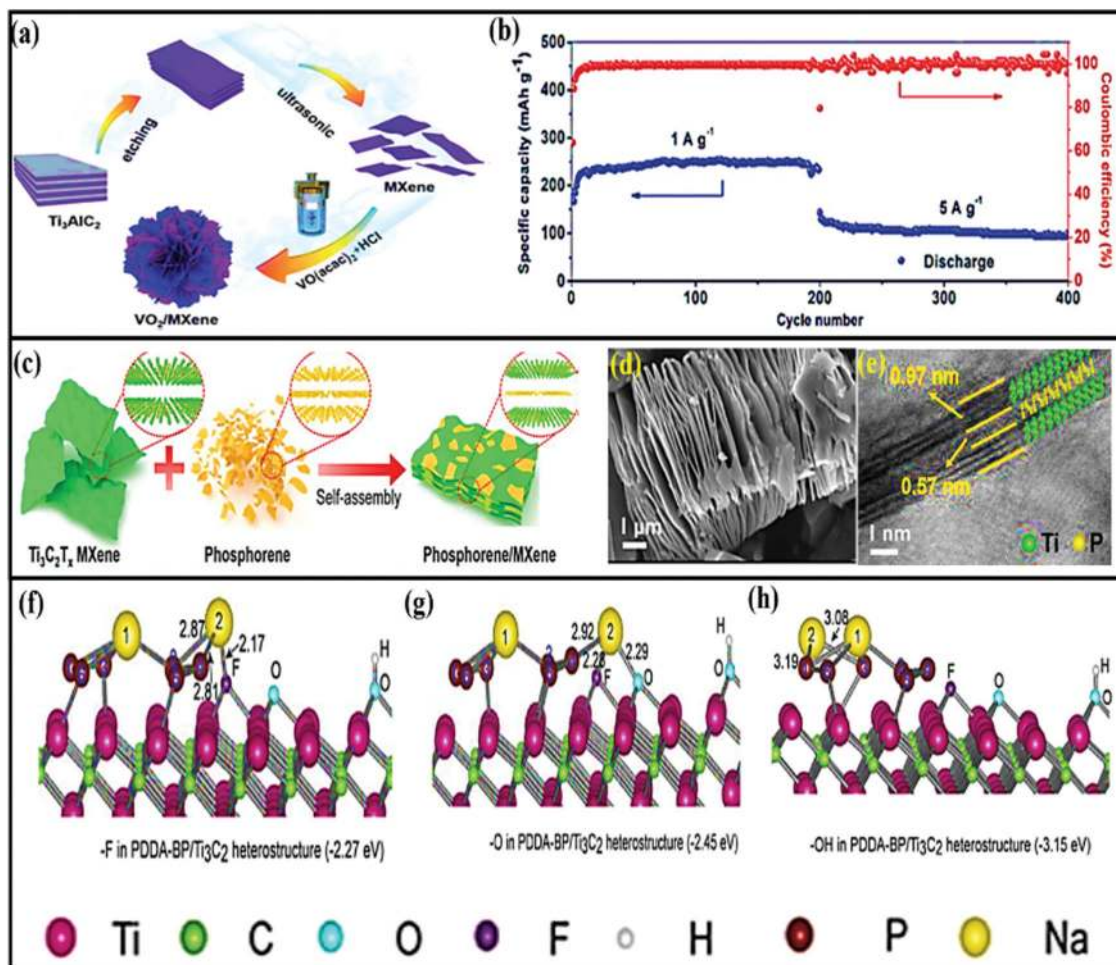 (a)
etching
ultrasonic
MXene
Ti₃AlC₂
VO(acac)₂+HCl
VO₂/MXene
(b)
Specific capacity (mAh g⁻¹)
500
400
300
200
100
0
1 A g⁻¹
5 A g⁻¹
Discharge
0
100
200
300
400
Cycle number
100
80
60
40
20
0
Coulombic efficiency (%)
(c)
Self-assembly
Ti₃C₂Tₓ MXene
Phosphorene
Phosphorene/MXene
(d)
1 μm
(e)
0.97 nm
0.57 nm
1 nm
Ti P
(f)
1
2
2.87
2.17
2.81
F
O
H
O
-F in PDDA-BP/Ti₃C₂ heterostructure (-2.27 eV)
(g)
1
2
2.92
2.28
2.29
F
O
H
O
-O in PDDA-BP/Ti₃C₂ heterostructure (-2.45 eV)
(h)
2
1
3.08
3.19
F
O
H
O
-OH in PDDA-BP/Ti₃C₂ heterostructure (-3.15 eV)
Ti C O F H P Na